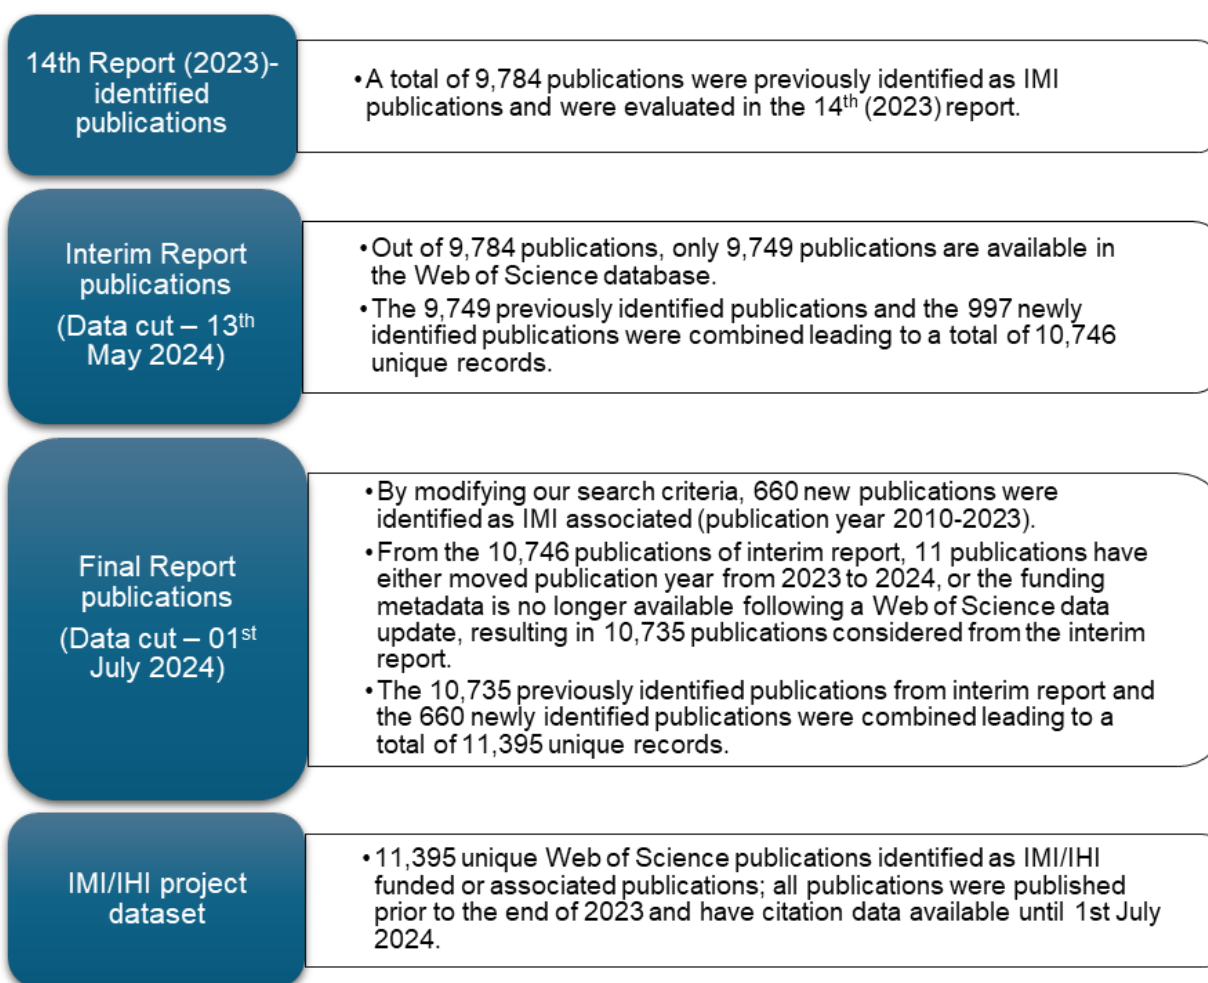 14th Report (2023)-
identified
publications
•A total of 9,784 publications were previously identified as IMI
publications and were evaluated in the 14th (2023) report.
Interim Report
publications
(Data cut – 13th
May 2024)
•Out of 9,784 publications, only 9,749 publications are available in
the Web of Science database.
•The 9,749 previously identified publications and the 997 newly
identified publications were combined leading to a total of 10,746
unique records.
Final Report
publications
(Data cut – 01st
July 2024)
•By modifying our search criteria, 660 new publications were
identified as IMI associated (publication year 2010-2023).
•From the 10,746 publications of interim report, 11 publications have
either moved publication year from 2023 to 2024, or the funding
metadata is no longer available following a Web of Science data
update, resulting in 10,735 publications considered from the interim
report.
•The 10,735 previously identified publications from interim report and
the 660 newly identified publications were combined leading to a
total of 11,395 unique records.
IMI/IHI project
dataset
•11,395 unique Web of Science publications identified as IMI/IHI
funded or associated publications; all publications were published
prior to the end of 2023 and have citation data available until 1st July
2024.